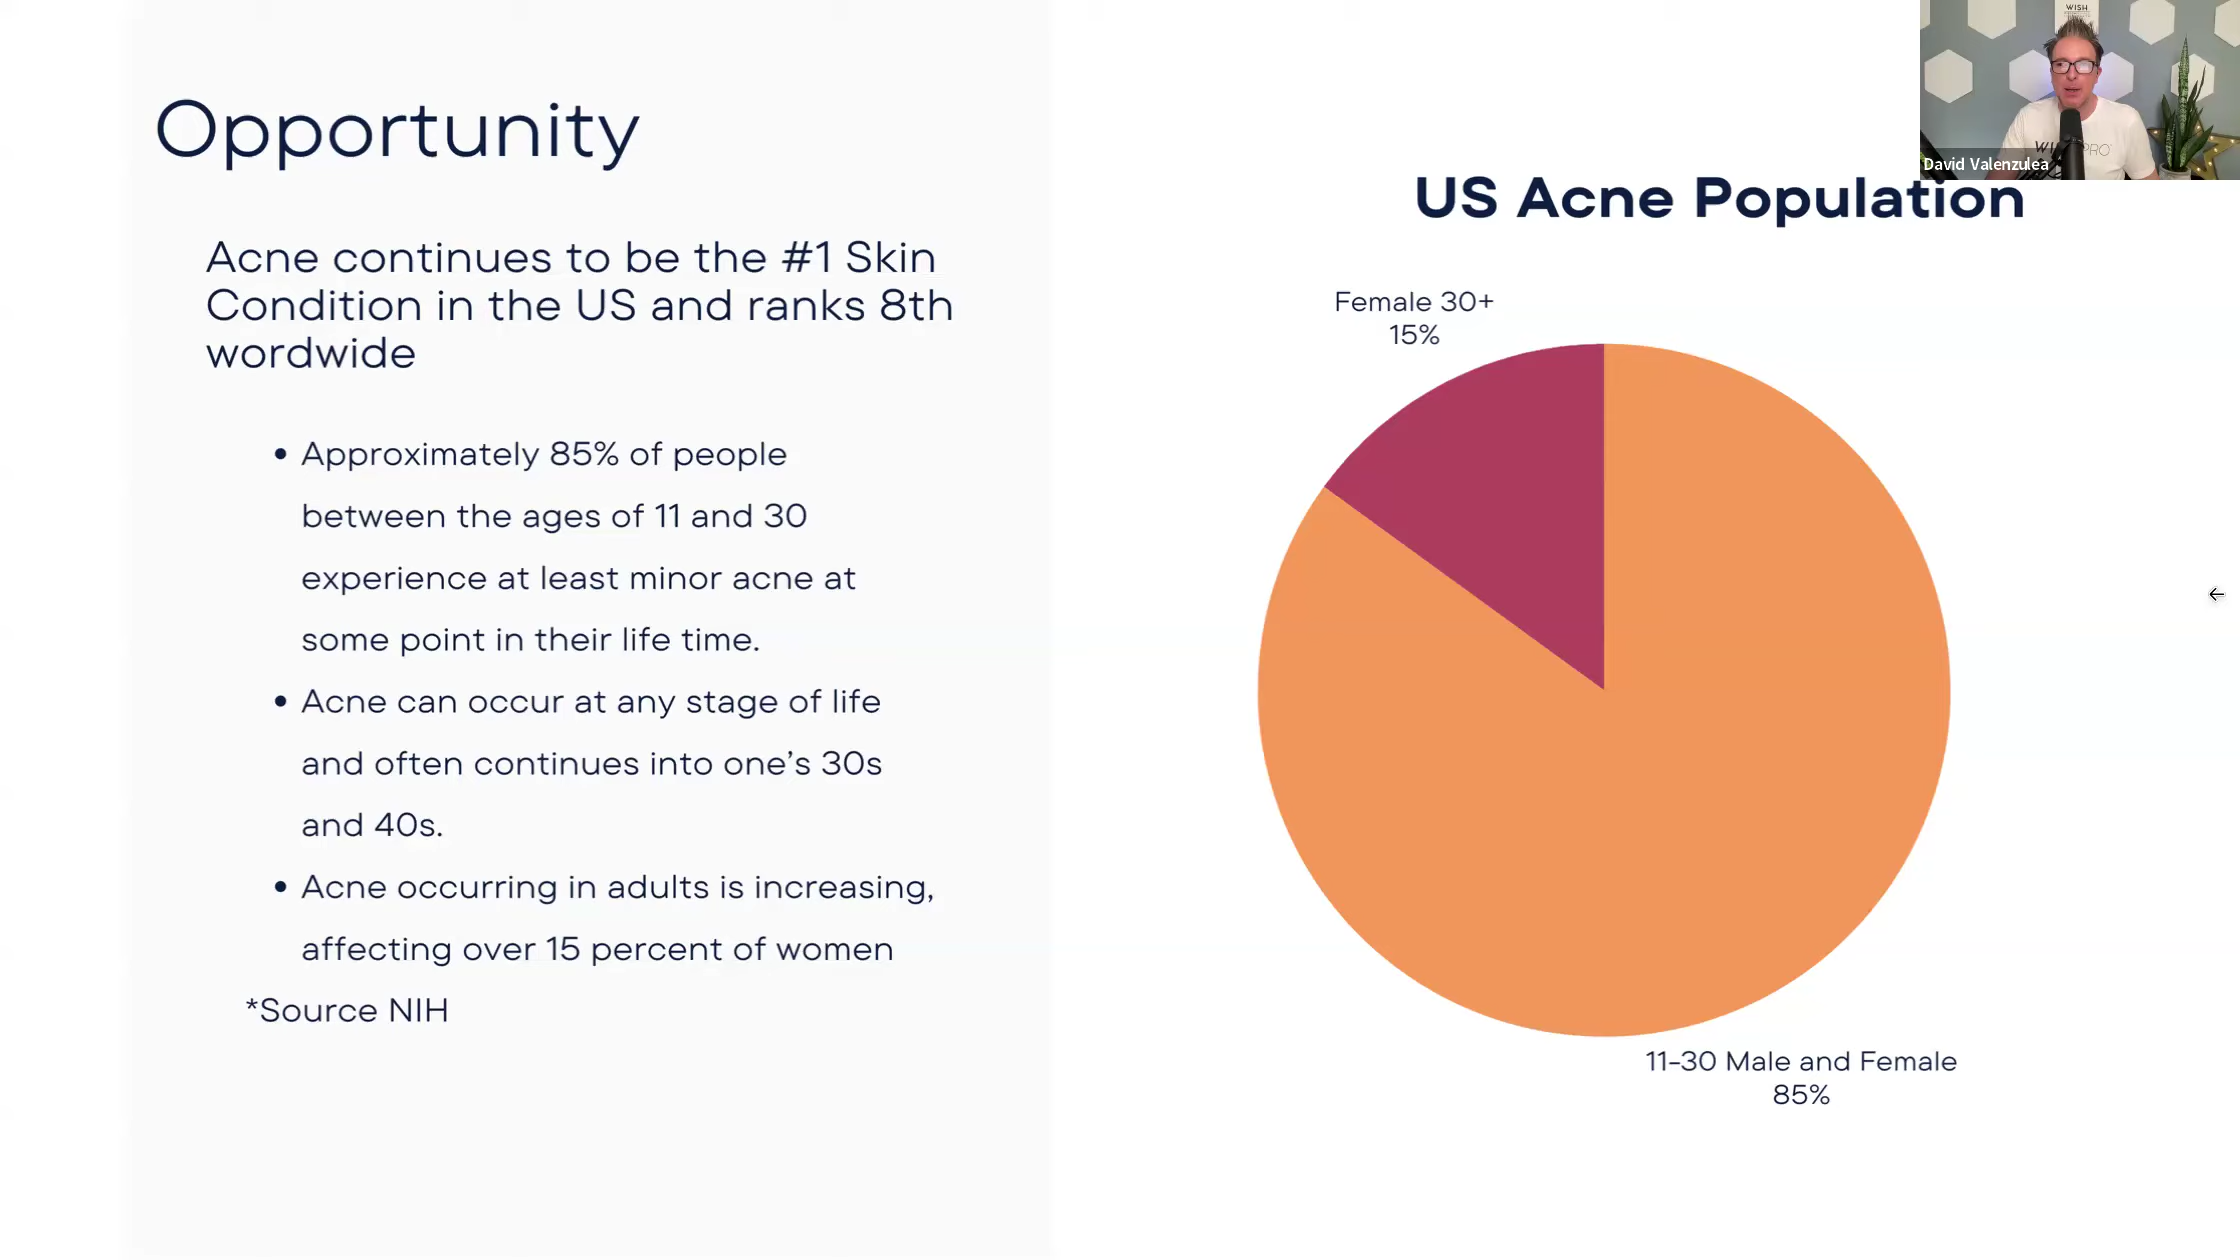 Opportunity
Acne continues to be the #1 Skin
Condition in the US and ranks 8th
wordwide
• Approximately 85% of people
between the ages of 11 and 30
experience at least minor acne at
some point in their life time.
• Acne can occur at any stage of life
and often continues into one’s 30s
and 40s.
• Acne occurring in adults is increasing,
affecting over 15 percent of women
*Source NIH
WISH
David Valenzulea
US Acne Population
Female 30+
15%
11-30 Male and Female
85%